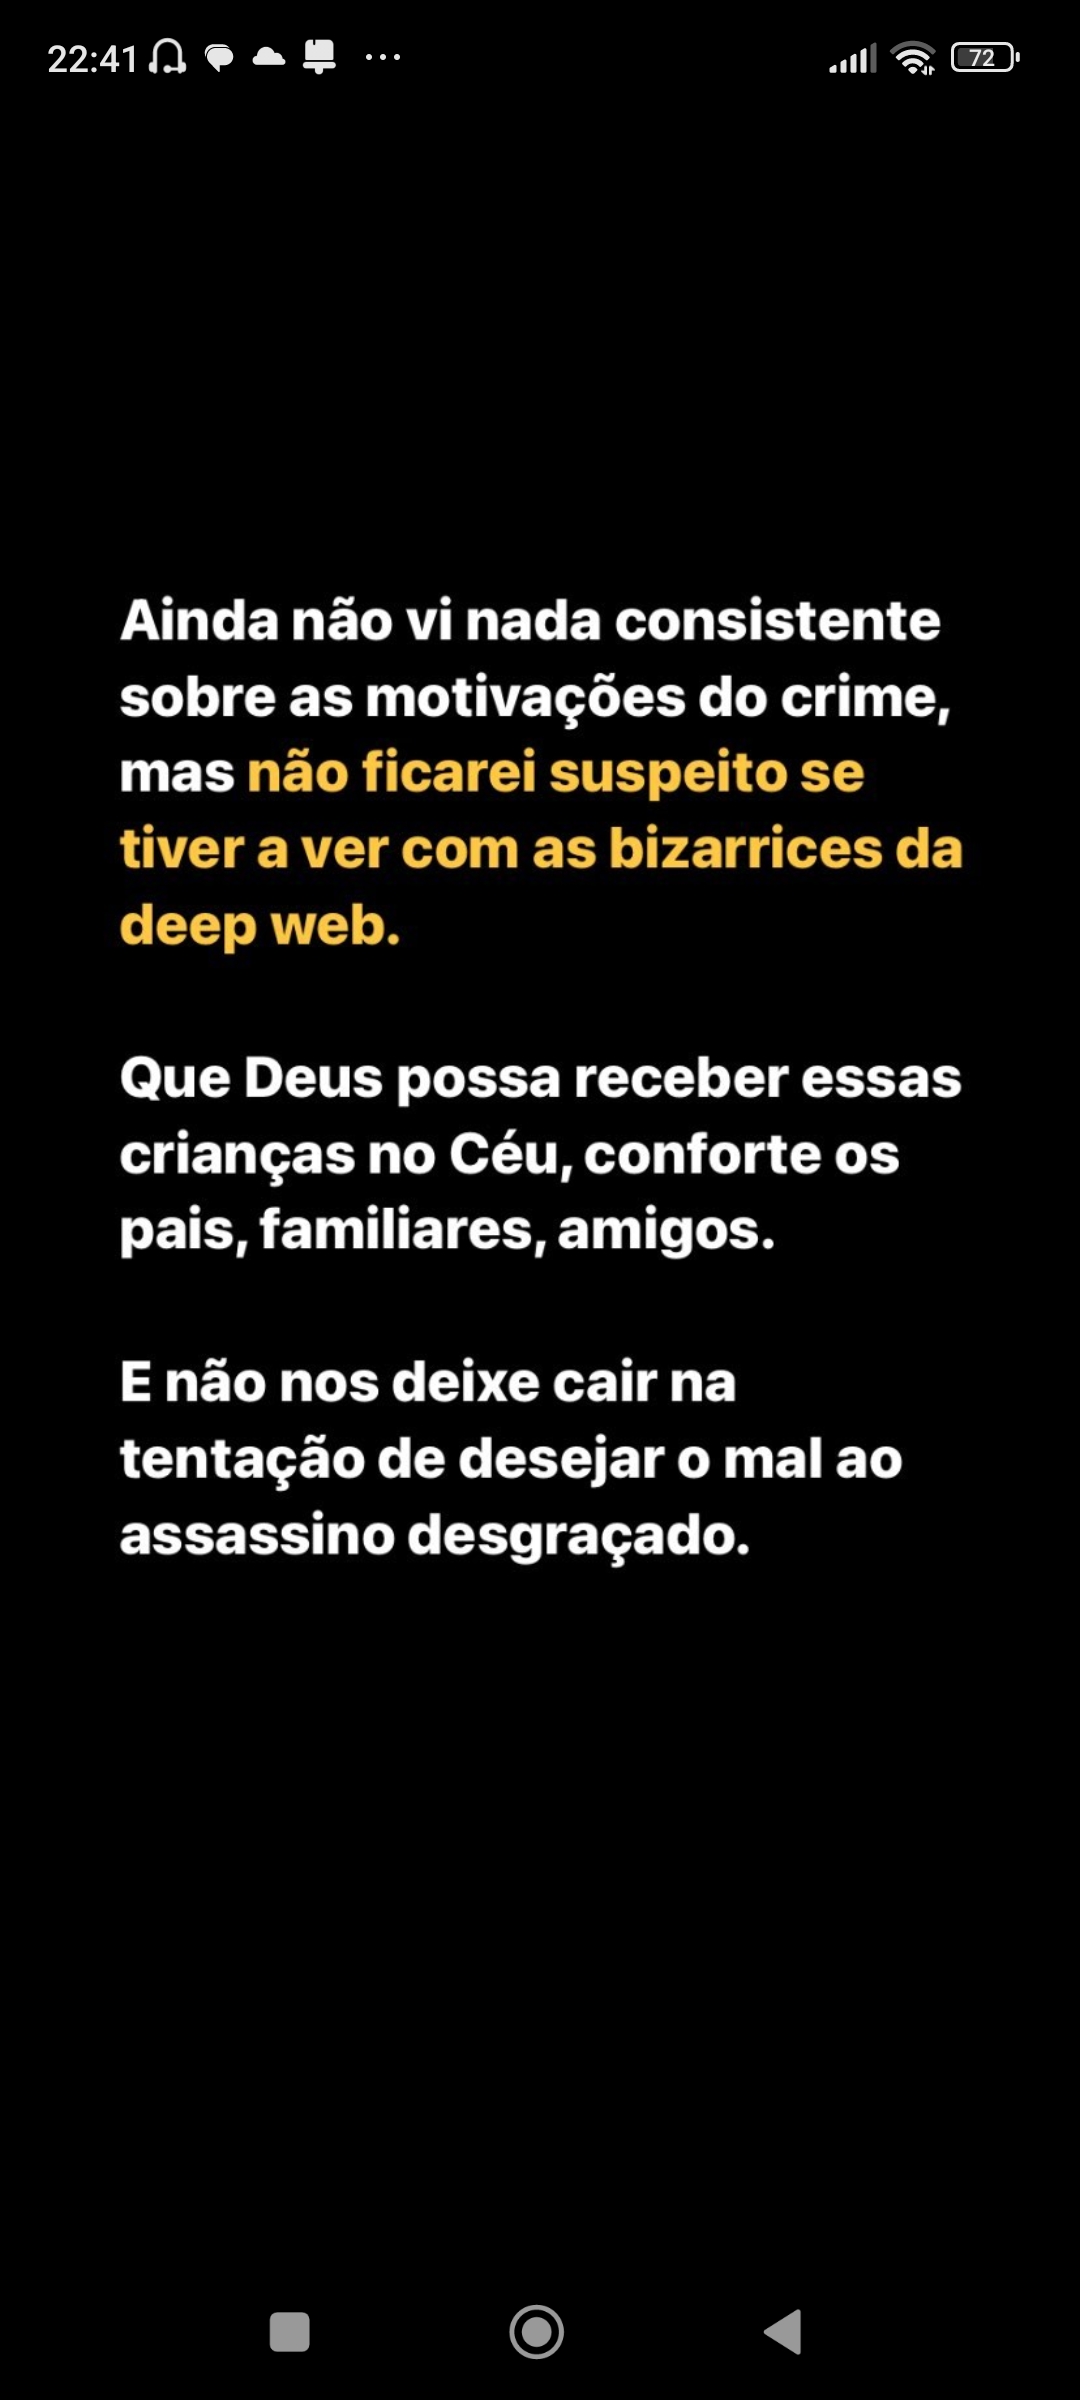 22:41
72
Ainda não vi nada consistente
sobre as motivações do crime,
mas não ficarei suspeito se
tiver a ver com as bizarrices da
deep web.
Que Deus possa receber essas
crianças no Céu, conforte os
pais, familiares, amigos.
E não nos deixe cair na
tentação de desejar o mal ao
assassino desgraçado.